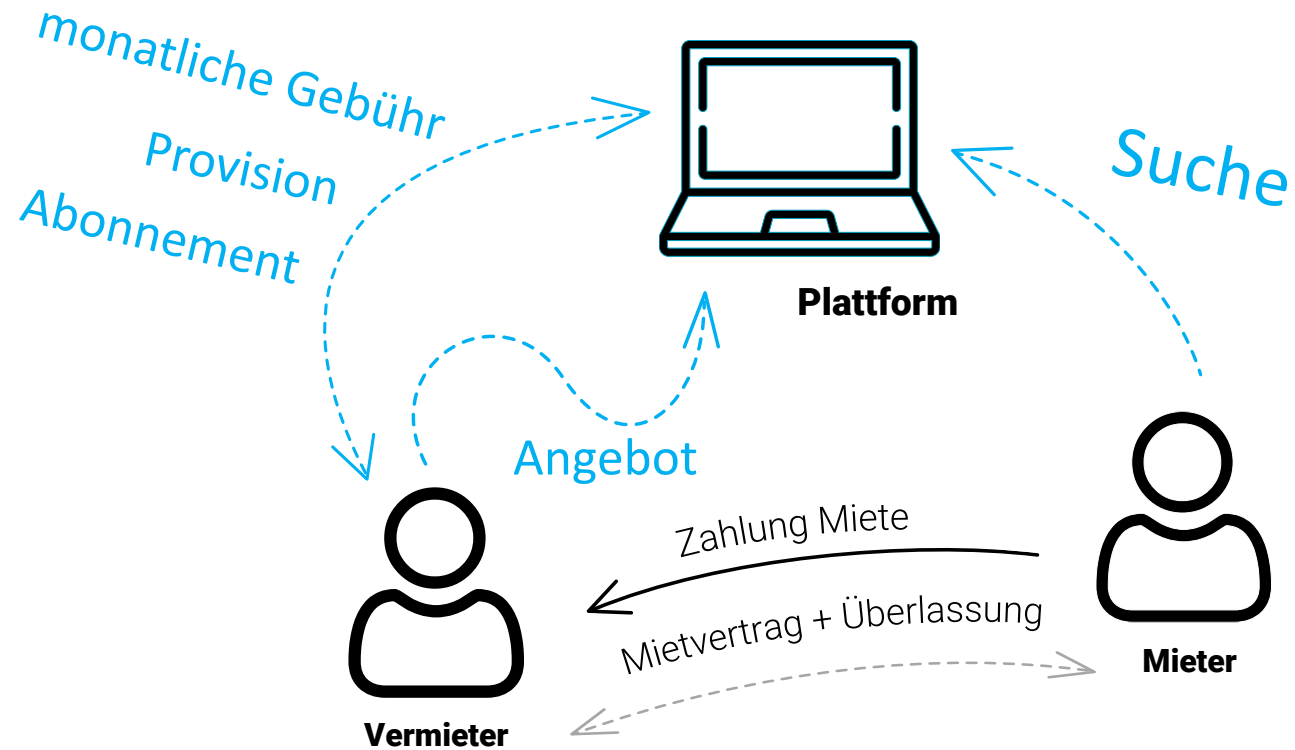 monatliche Gebühr
Provision
Abonnement
Suche
Plattform
Angebot
Zahlung Miete
Mietvertrag + Überlassung
Mieter
Vermieter